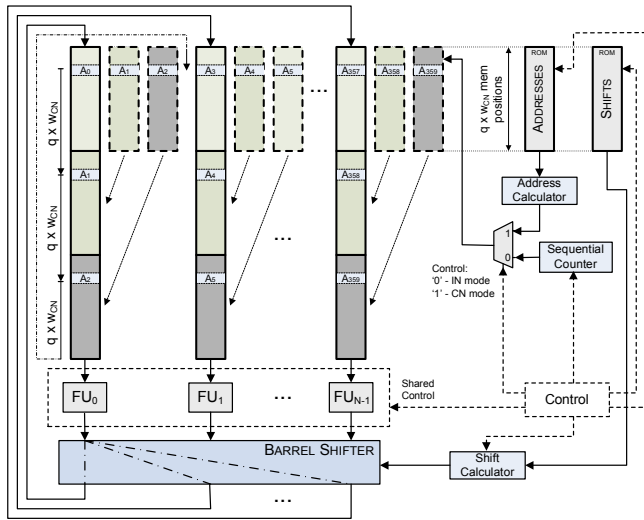 A0 A1 A2 A3 A4 A5 ... A357 A358 A359
q x wCN mem positions
ROM ADDRESSES
ROM SHIFTS
q x wCN
A1 A4 A358
q x wCN
Address Calculator
1
0
Sequential Counter
Control:
'0' - IN mode
'1' - CN mode
...
A2 A5 A359
q x wCN
FU0 FU1 ... FUN-1
Shared Control
Control
BARREL SHIFTER
Shift Calculator
...